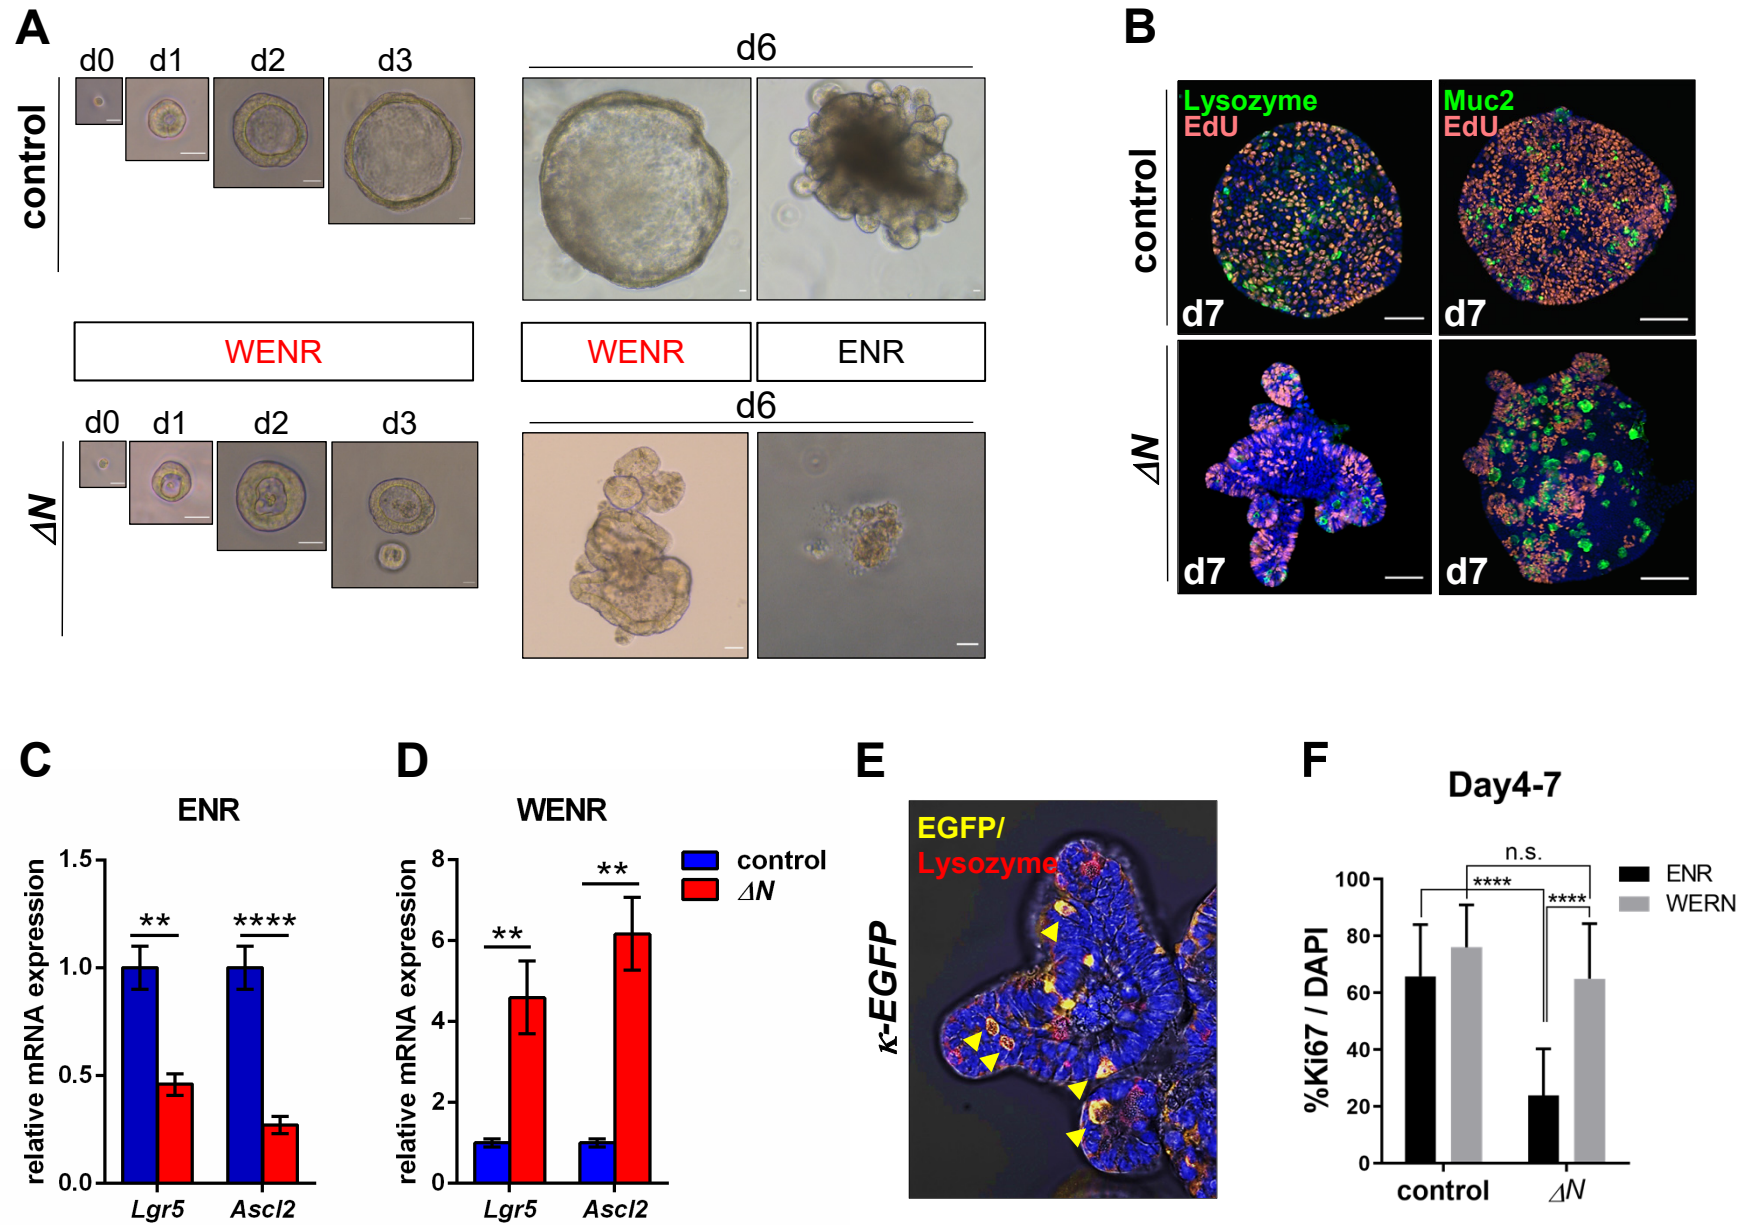 A
d0 d1 d2 d3
d6
control
WENR
WENR
ENR
d0 d1 d2 d3
d6
ΔN
B
Lysozyme
EdU
Muc2
EdU
control
d7
d7
ΔN
d7
d7
C
ENR
relative mRNA expression
1.5
1.0
0.5
0.0
**
****
Lgr5 Ascl2
D
WENR
relative mRNA expression
8
6
4
2
0
**
**
Lgr5 Ascl2
control
ΔN
E
κ-EGFP
EGFP/
Lysozyme
F
Day4-7
%Ki67 / DAPI
100
80
60
40
20
0
n.s.
****
****
ENR
WERN
control ΔN